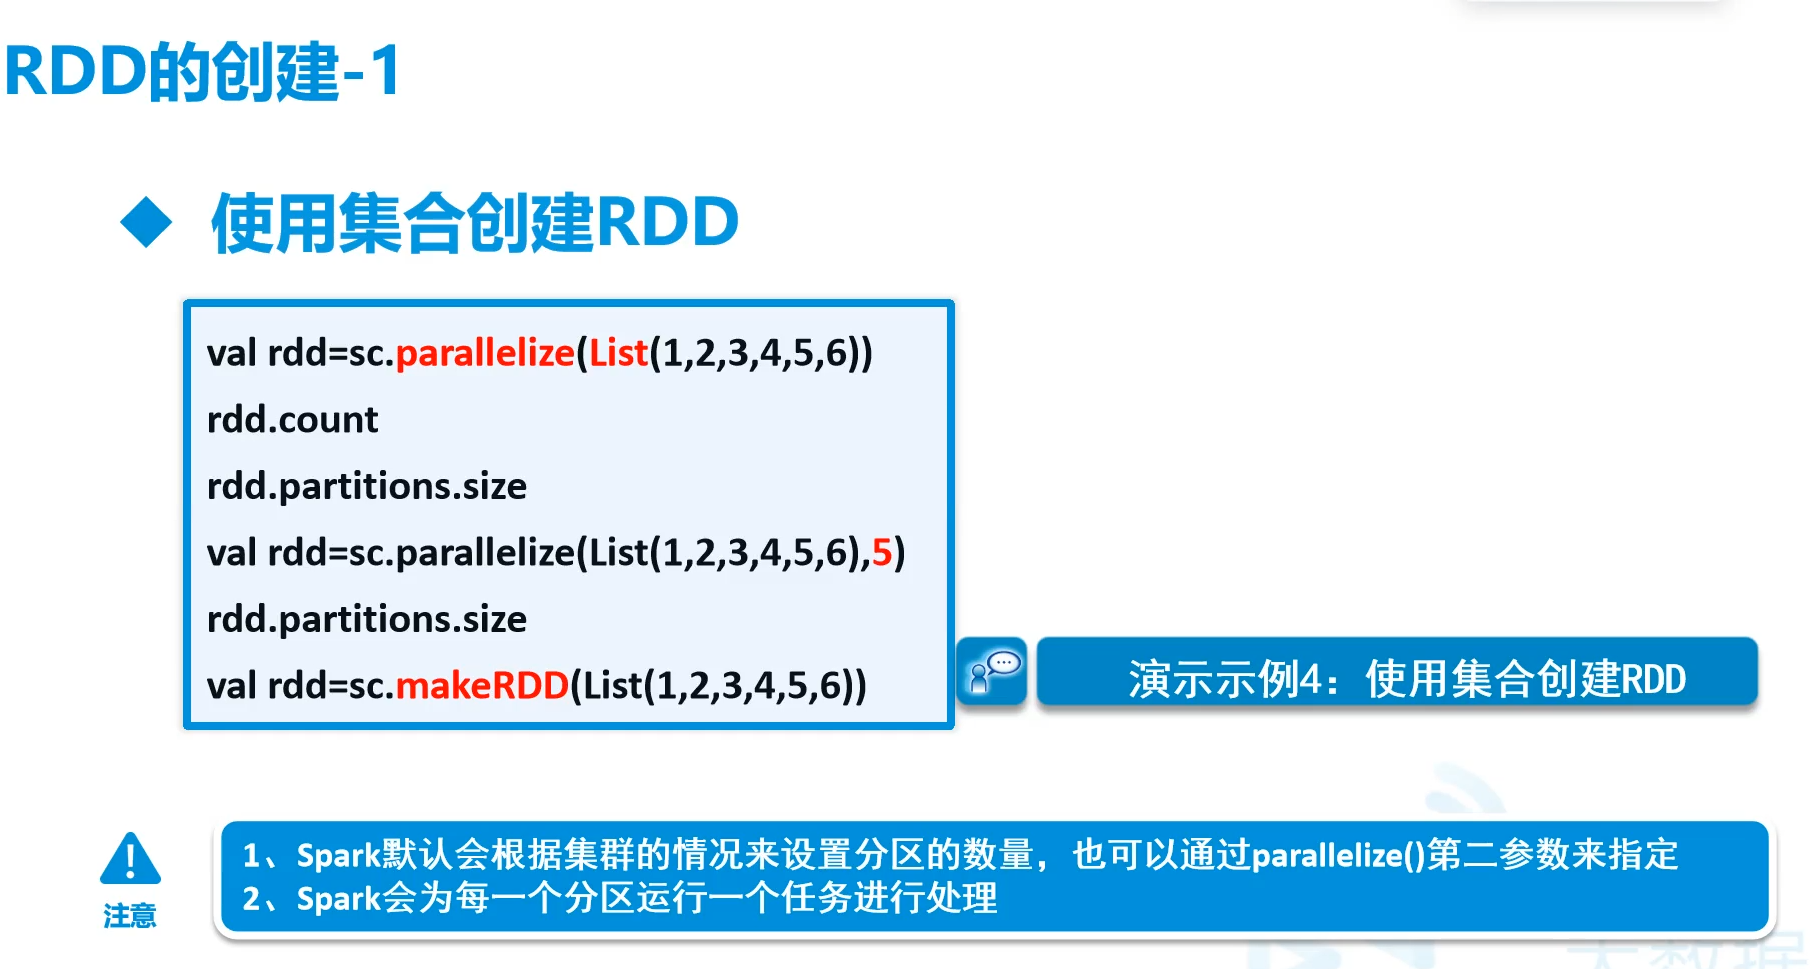 RDD的创建-1
使用集合创建RDD
val rdd=sc.parallelize(List(1,2,3,4,5,6))
rdd.count
rdd.partitions.size
val rdd=sc.parallelize(List(1,2,3,4,5,6),5)
rdd.partitions.size
val rdd=sc.makeRDD(List(1,2,3,4,5,6))
演示示例4：使用集合创建RDD
1、Spark默认会根据集群的情况来设置分区的数量，也可以通过parallelize()第二参数来指定
2、Spark会为每一个分区运行一个任务进行处理
注意
大数据